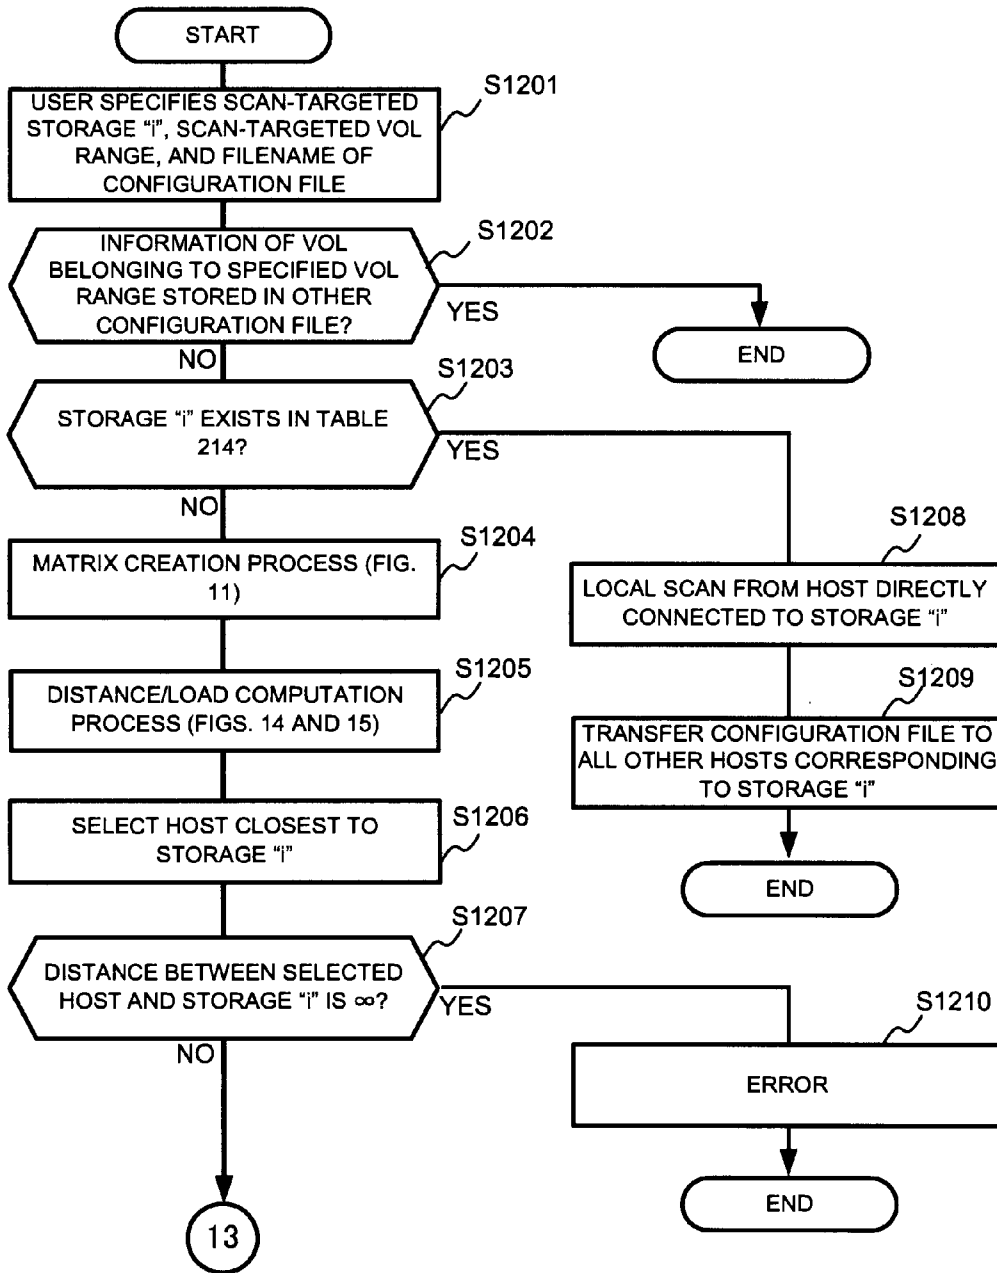 START
S1201
USER SPECIFIES SCAN-TARGETED
STORAGE “i”, SCAN-TARGETED VOL
RANGE, AND FILENAME OF
CONFIGURATION FILE
S1202
INFORMATION OF VOL
BELONGING TO SPECIFIED VOL
RANGE STORED IN OTHER
CONFIGURATION FILE?
YES
END
NO
S1203
STORAGE “i” EXISTS IN TABLE
214?
YES
NO
S1204
MATRIX CREATION PROCESS (FIG.
11)
S1208
LOCAL SCAN FROM HOST DIRECTLY
CONNECTED TO STORAGE “i”
S1205
DISTANCE/LOAD COMPUTATION
PROCESS (FIGS. 14 AND 15)
S1209
TRANSFER CONFIGURATION FILE TO
ALL OTHER HOSTS CORRESPONDING
TO STORAGE “i”
S1206
SELECT HOST CLOSEST TO
STORAGE “i”
END
S1207
DISTANCE BETWEEN SELECTED
HOST AND STORAGE “i” IS ∞?
YES
NO
S1210
ERROR
END
13